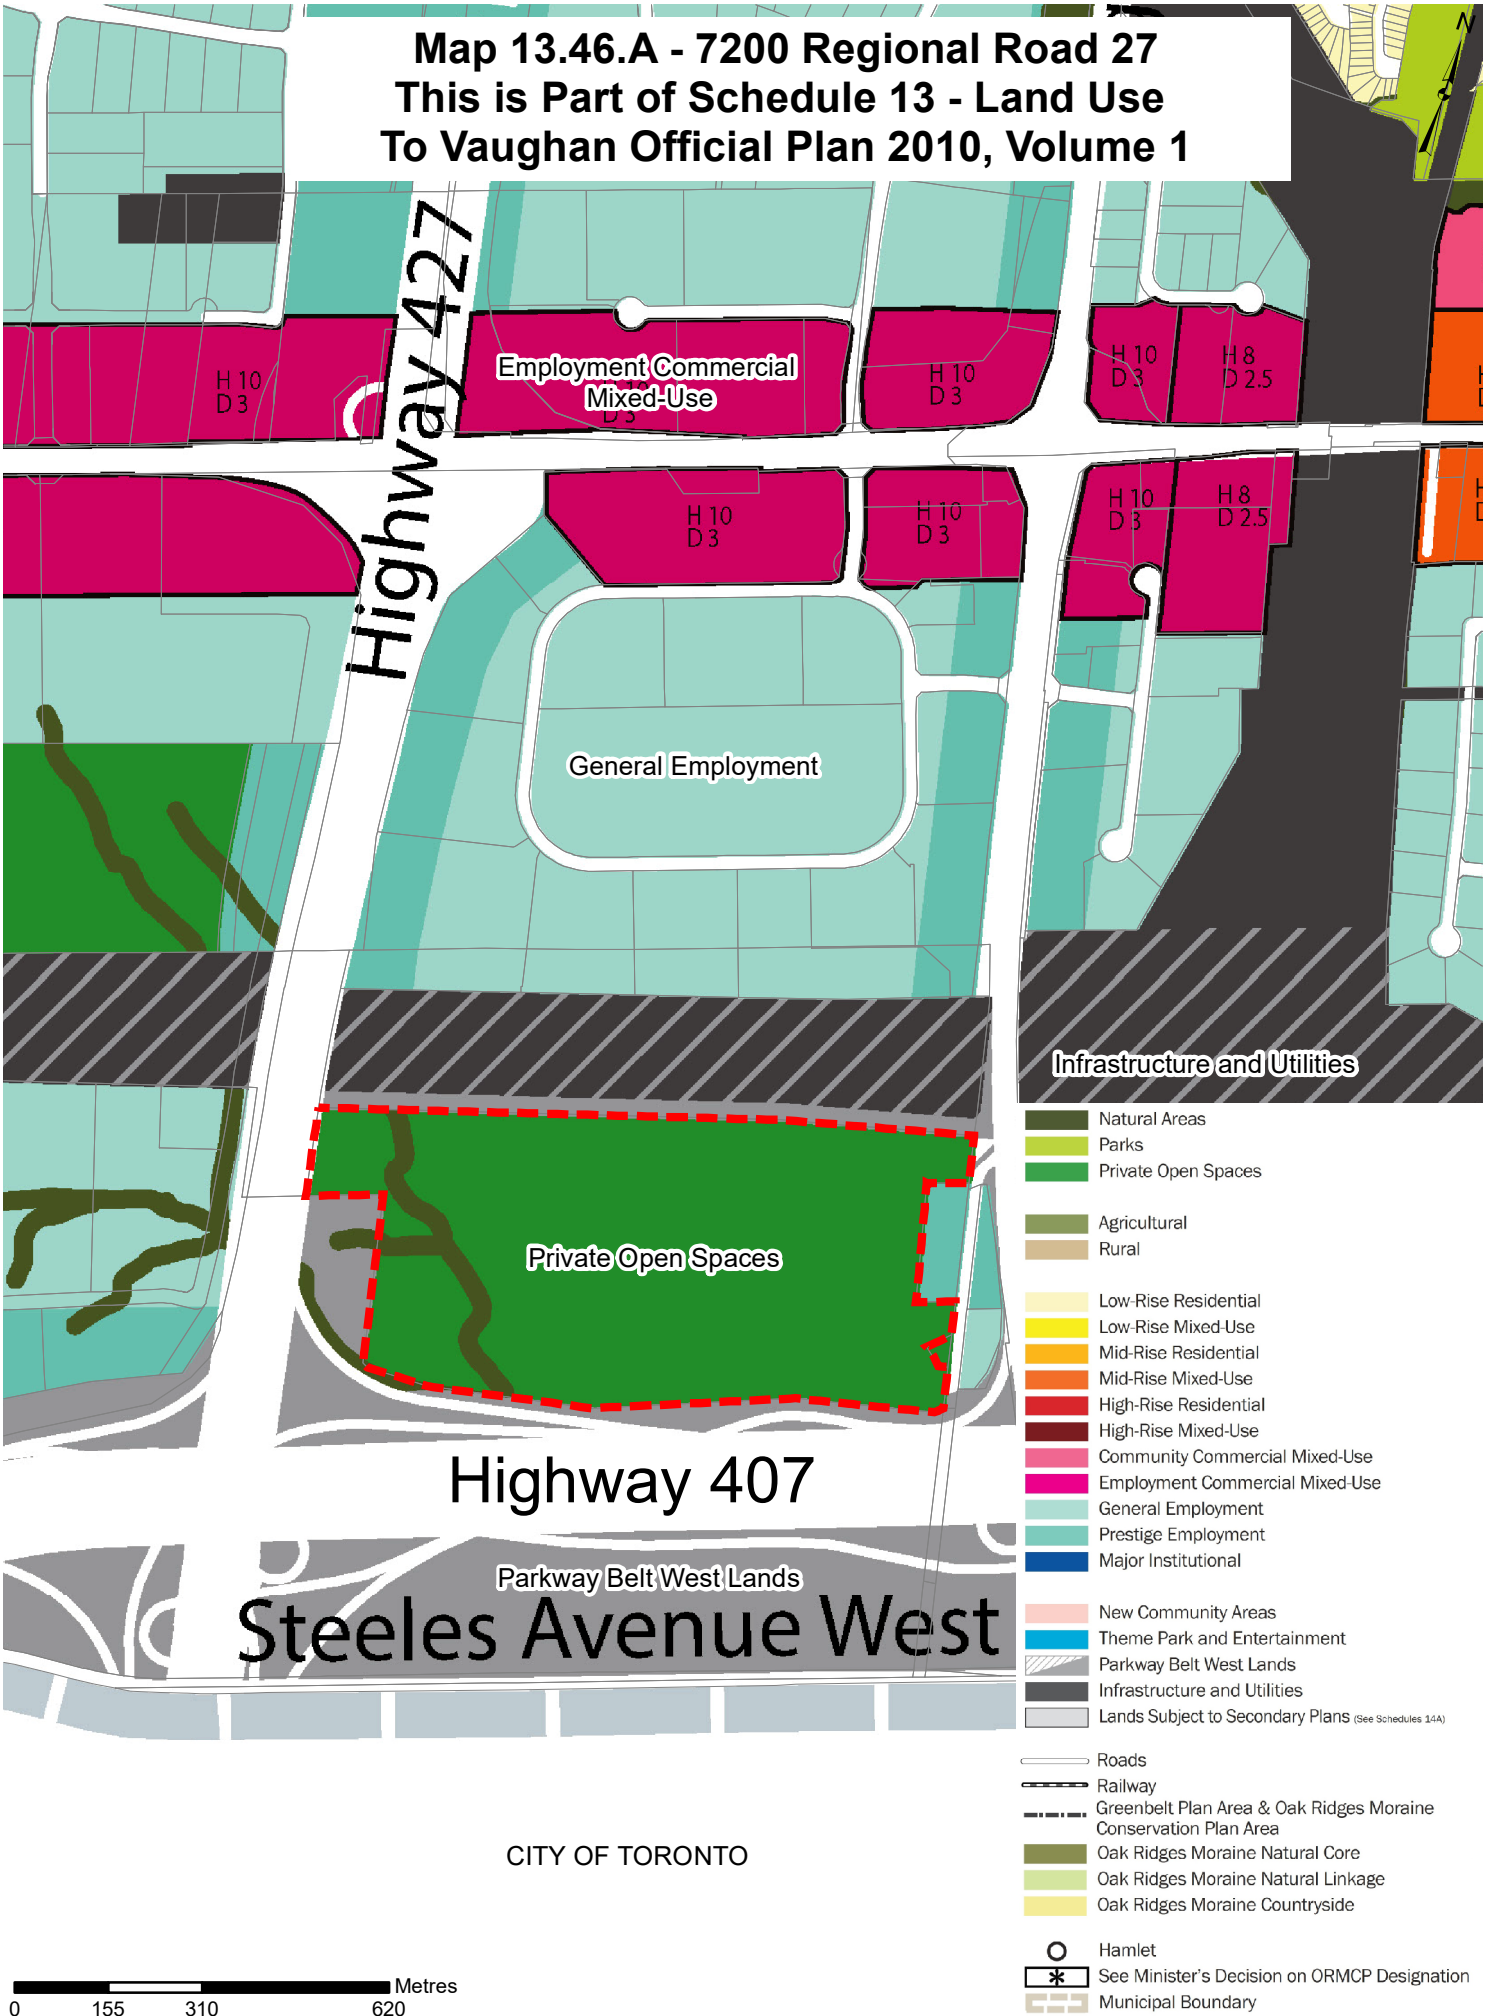 Map 13.46.A - 7200 Regional Road 27
This is Part of Schedule 13 - Land Use
To Vaughan Official Plan 2010, Volume 1
N
Highway 427
H 10
D 3
Employment Commercial
Mixed-Use
D 3
H 10
D 3
H 10
D 3
H 8
D 2.5
H 10
D 3
H 10
D 3
H 10
D 3
H 8
D 2.5
General Employment
Infrastructure and Utilities
Private Open Spaces
Highway 407
Parkway Belt West Lands
Steeles Avenue West
CITY OF TORONTO
Natural Areas
Parks
Private Open Spaces
Agricultural
Rural
Low-Rise Residential
Low-Rise Mixed-Use
Mid-Rise Residential
Mid-Rise Mixed-Use
High-Rise Residential
High-Rise Mixed-Use
Community Commercial Mixed-Use
Employment Commercial Mixed-Use
General Employment
Prestige Employment
Major Institutional
New Community Areas
Theme Park and Entertainment
Parkway Belt West Lands
Infrastructure and Utilities
Lands Subject to Secondary Plans (See Schedules 14A)
Roads
Railway
Greenbelt Plan Area & Oak Ridges Moraine
Conservation Plan Area
Oak Ridges Moraine Natural Core
Oak Ridges Moraine Natural Linkage
Oak Ridges Moraine Countryside
Hamlet
See Minister's Decision on ORMCP Designation
Municipal Boundary
Metres
0 155 310 620